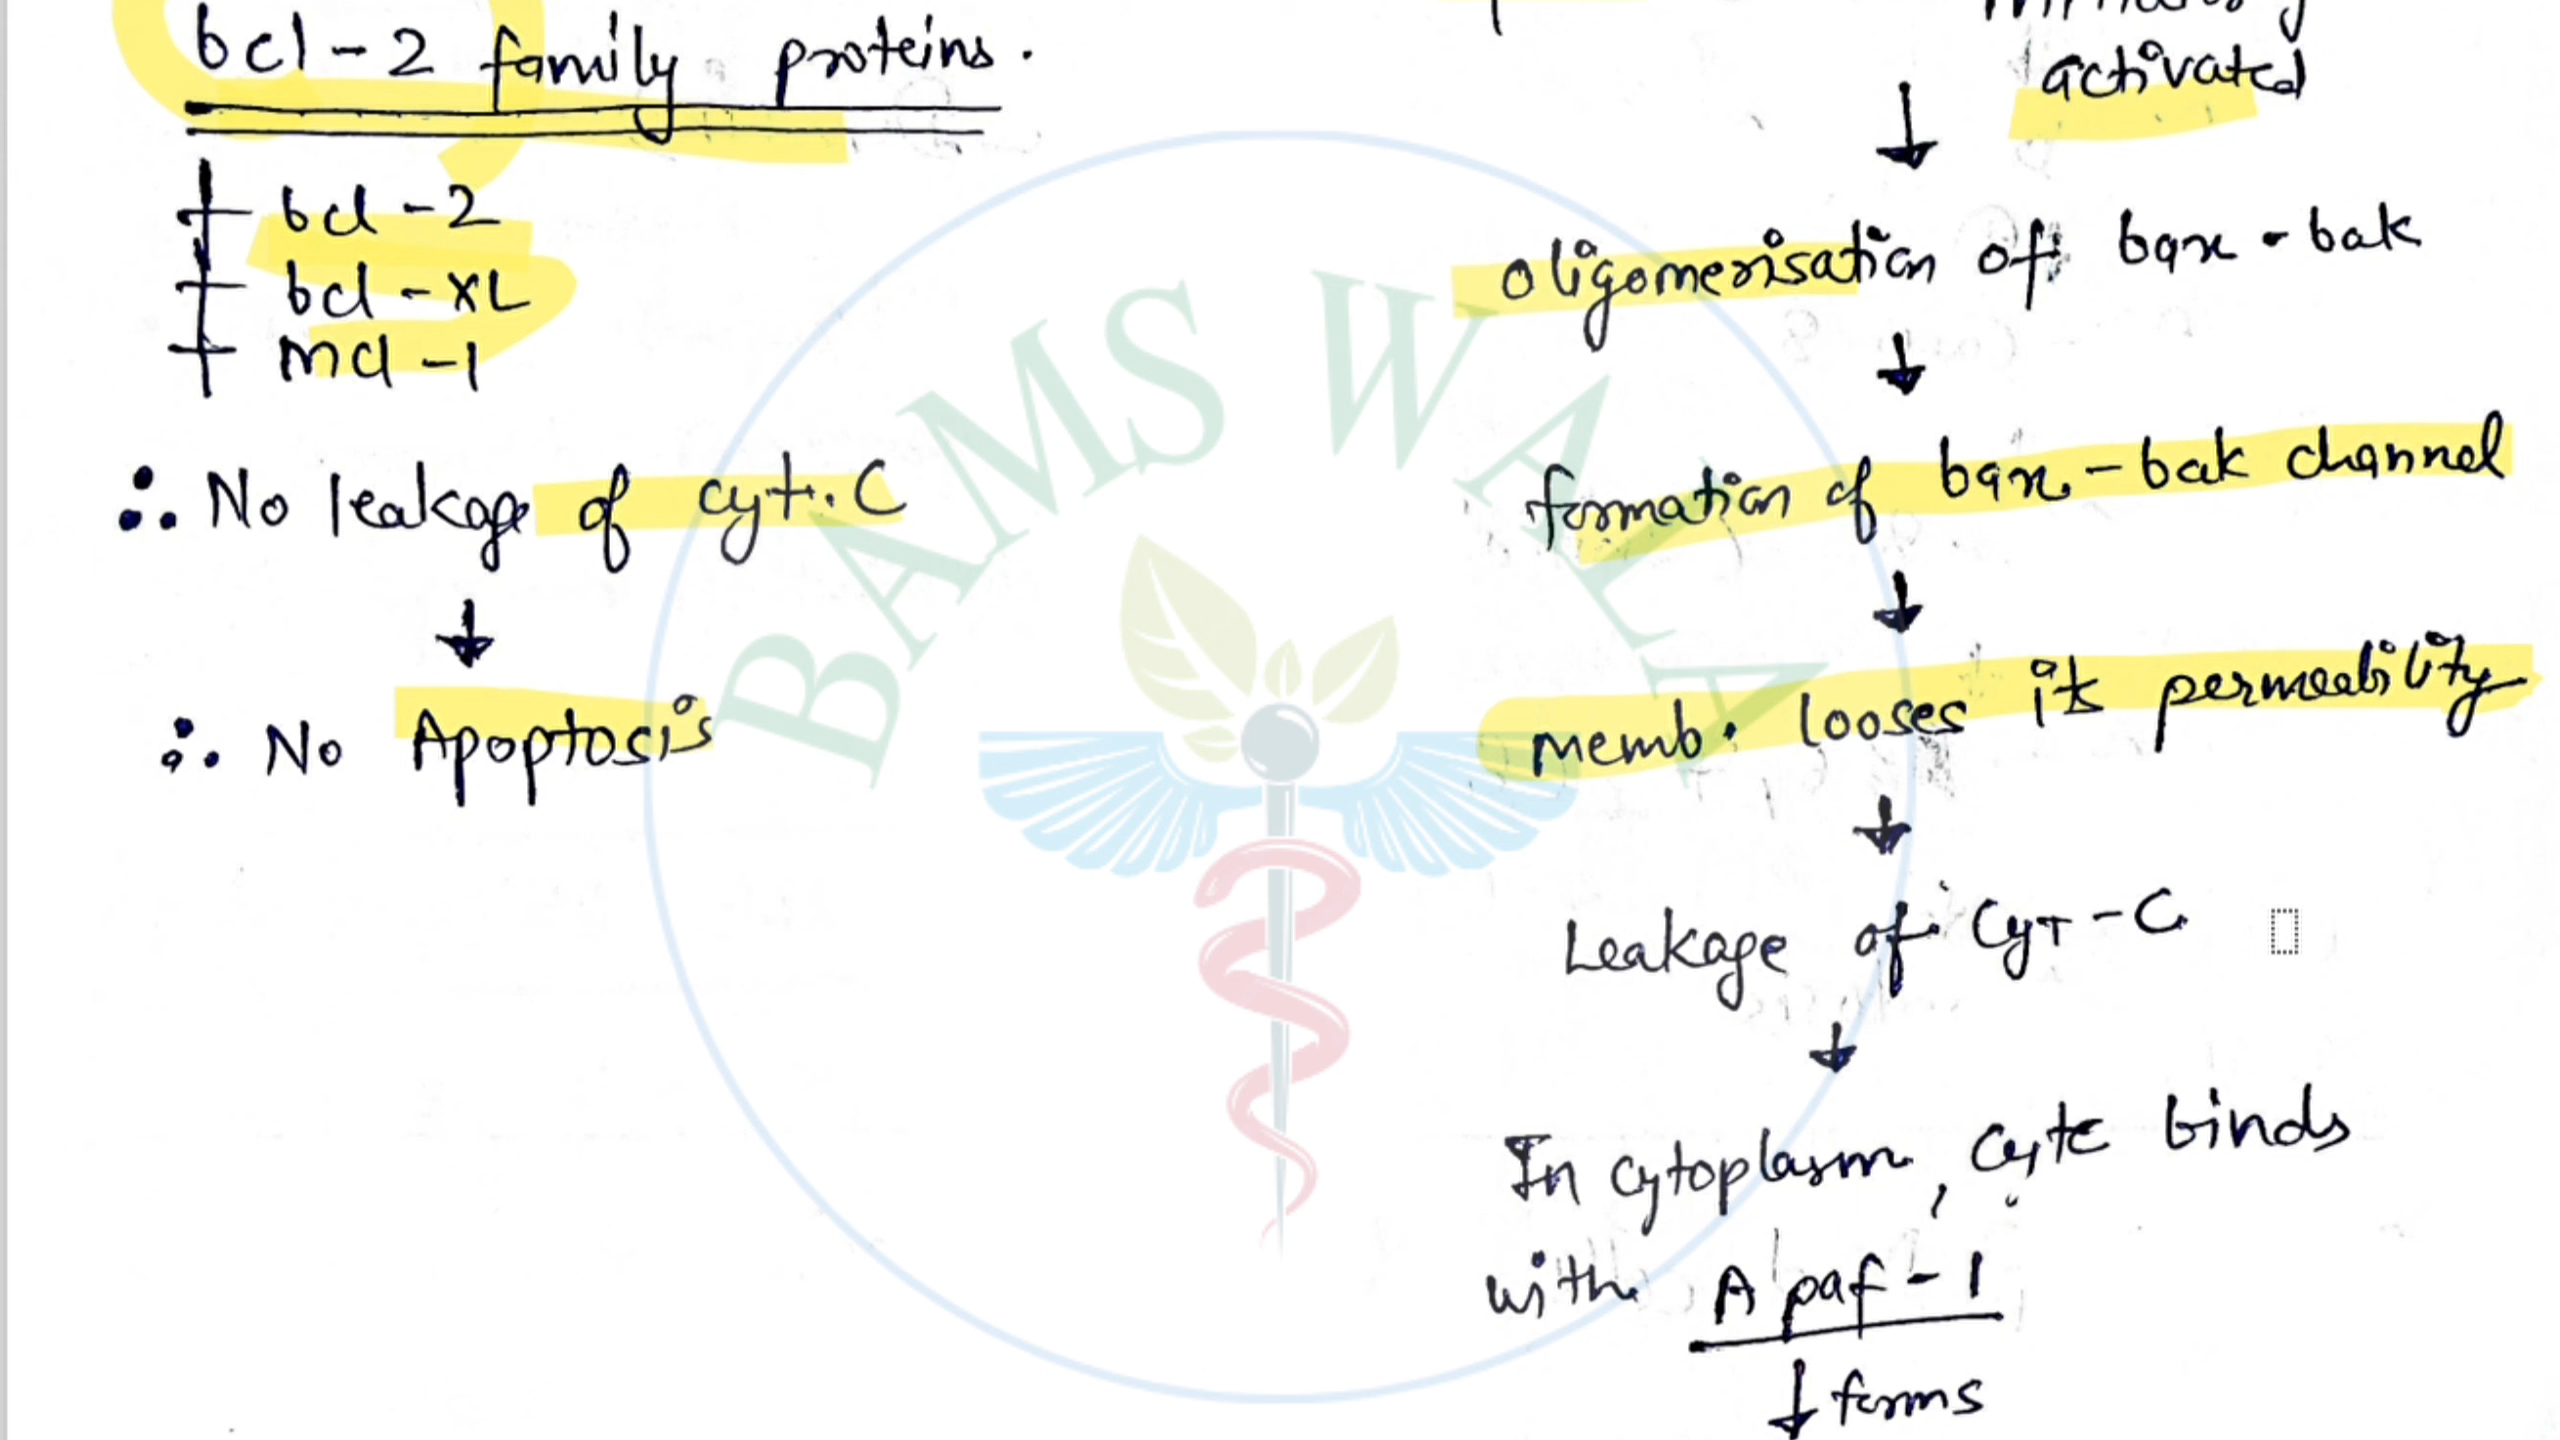 bcl-2 family proteins.
bcl-2
bcl-XL
mcl-1
∴ No leakage of cyt.C
↓
∴ No Apoptosis
activated
↓
oligomerisation of bax-bak
↓
formation of bax-bak channel
↓
memb. looses its permeability
↓
Leakage of Cyt-C
↓
In cytoplasm, cytc binds
with Apaf-1
↓ forms
BAMS WALA